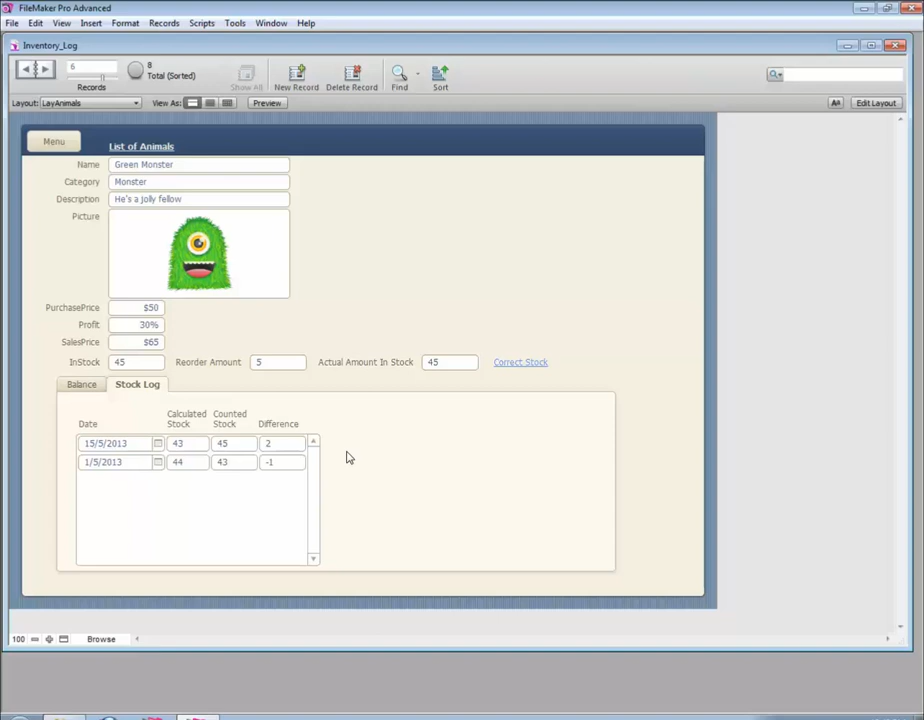 FileMaker Pro Advanced
File Edit View Insert Format Records Scripts Tools Window Help
Inventory_Log
6 8
Total (Sorted)
Records Show All New Record Delete Record Find Sort
Layout: LayAnimals View As: Preview Aa Edit Layout
Menu List of Animals
Name Green Monster
Category Monster
Description He's a jolly fellow
Picture
PurchasePrice $50
Profit 30%
SalesPrice $65
InStock 45 Reorder Amount 5 Actual Amount In Stock 45 Correct Stock
Balance Stock Log
Date Calculated Stock Counted Stock Difference
15/5/2013 43 45 2
1/5/2013 44 43 -1
100 Browse